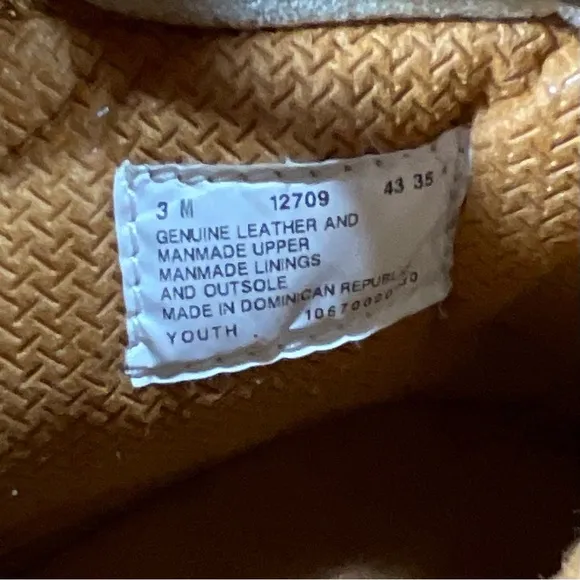 3 M 12709 43 35
GENUINE LEATHER AND
MANMADE UPPER
MANMADE LININGS
AND OUTSOLE
MADE IN DOMINICAN
YOUTH